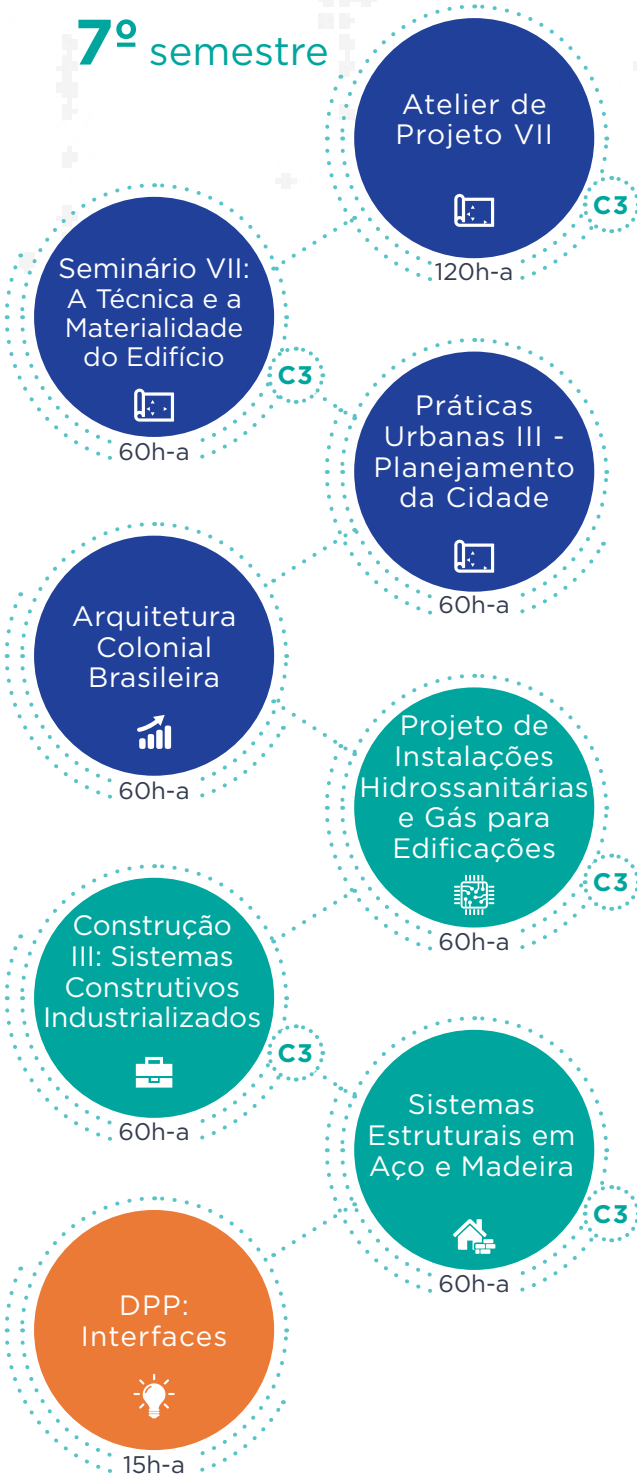 7º semestre
Atelier de
Projeto VII
C3
120h-a
Seminário VII:
A Técnica e a
Materialidade
do Edifício
C3
60h-a
Práticas
Urbanas III -
Planejamento
da Cidade
60h-a
Arquitetura
Colonial
Brasileira
60h-a
Projeto de
Instalações
Hidrossanitárias
e Gás para
Edificações
C3
60h-a
Construção
III: Sistemas
Construtivos
Industrializados
C3
60h-a
Sistemas
Estruturais em
Aço e Madeira
C3
60h-a
DPP:
Interfaces
15h-a